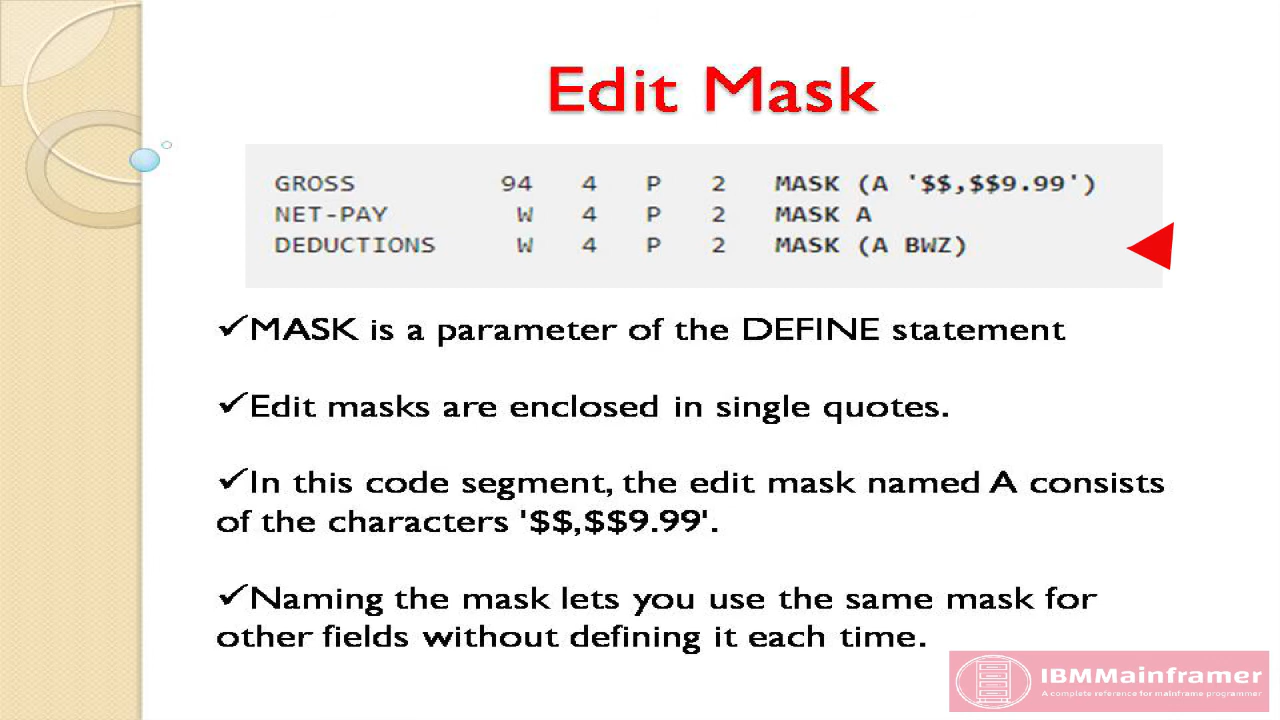 Edit Mask
GROSS 94 4 P 2 MASK (A '$$,$$9.99')
NET-PAY W 4 P 2 MASK A
DEDUCTIONS W 4 P 2 MASK (A BWZ)
✓MASK is a parameter of the DEFINE statement
✓Edit masks are enclosed in single quotes.
✓In this code segment, the edit mask named A consists
of the characters '$$,$$9.99'.
✓Naming the mask lets you use the same mask for
other fields without defining it each time.
IBMMainframer
A complete reference for mainframe programmer